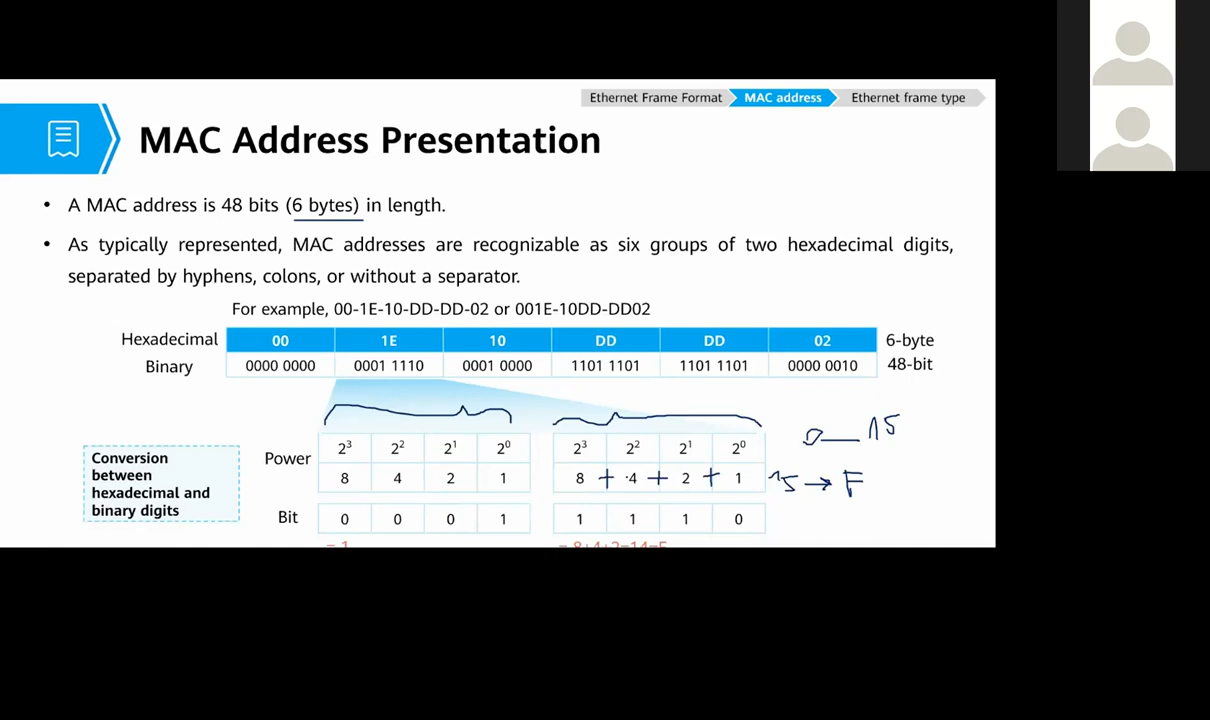 Ethernet Frame Format MAC address Ethernet frame type
MAC Address Presentation
• A MAC address is 48 bits (6 bytes) in length.
• As typically represented, MAC addresses are recognizable as six groups of two hexadecimal digits,
separated by hyphens, colons, or without a separator.
For example, 00-1E-10-DD-DD-02 or 001E-10DD-DD02
Hexadecimal 00 1E 10 DD DD 02 6-byte
Binary 0000 0000 0001 1110 0001 0000 1101 1101 1101 1101 0000 0010 48-bit
0 — 15
Conversion
between
hexadecimal and
binary digits
Power 2³ 2² 2¹ 2⁰ 2³ 2² 2¹ 2⁰
8 4 2 1 8 + 4 + 2 + 1 15 → F
Bit 0 0 0 1 1 1 1 0
= 1 = 8+4+2=14=E